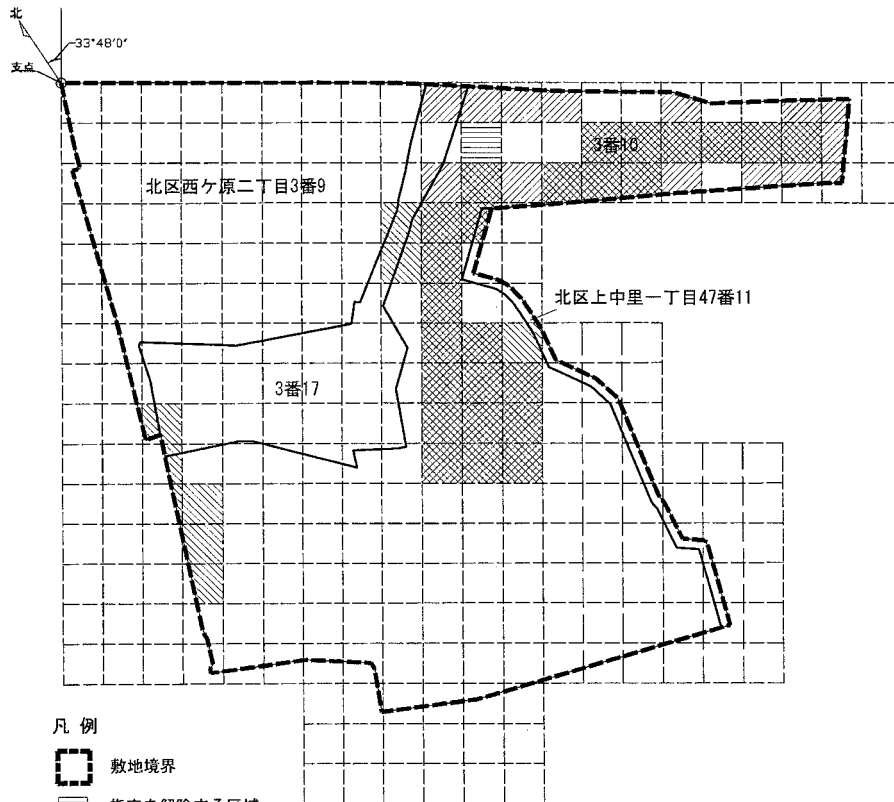 北
33°48'0"
支点
3番10
北区西ケ原二丁目3番9
北区上中里一丁目47番11
3番17
凡 例
敷地境界